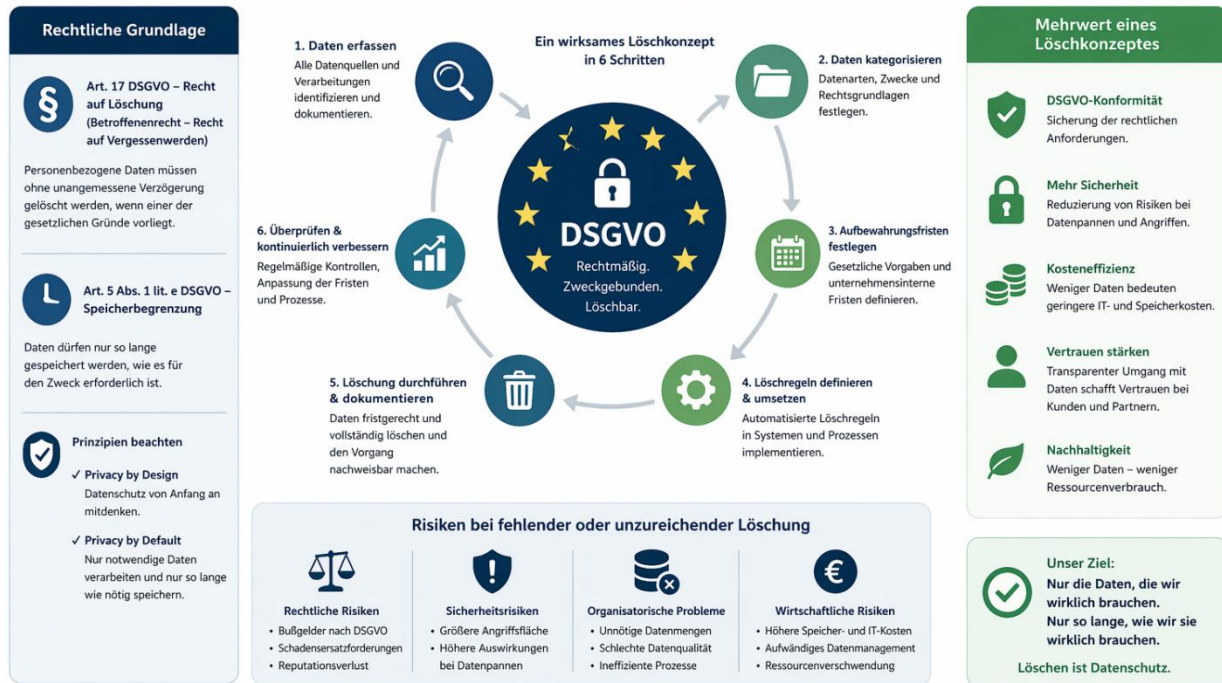 Rechtliche Grundlage
§
Art. 17 DSGVO – Recht
auf Löschung
(Betroffenenrecht – Recht
auf Vergessenwerden)
Personenbezogene Daten müssen
ohne unangemessene Verzögerung
gelöscht werden, wenn einer der
gesetzlichen Gründe vorliegt.
Art. 5 Abs. 1 lit. e DSGVO –
Speicherbegrenzung
Daten dürfen nur so lange
gespeichert werden, wie es für
den Zweck erforderlich ist.
Prinzipien beachten
✓ Privacy by Design
Datenschutz von Anfang an
mitdenken.
✓ Privacy by Default
Nur notwendige Daten
verarbeiten und nur so lange
wie nötig speichern.
Ein wirksames Löschkonzept
in 6 Schritten
1. Daten erfassen
Alle Datenquellen und
Verarbeitungen
identifizieren und
dokumentieren.
2. Daten kategorisieren
Datenarten, Zwecke und
Rechtsgrundlagen
festlegen.
3. Aufbewahrungsfristen
festlegen
Gesetzliche Vorgaben und
unternehmensinterne
Fristen definieren.
4. Löschregeln definieren
& umsetzen
Automatisierte Löschregeln
in Systemen und Prozessen
implementieren.
5. Löschung durchführen
& dokumentieren
Daten fristgerecht und
vollständig löschen und
den Vorgang
nachweisbar machen.
6. Überprüfen &
kontinuierlich verbessern
Regelmäßige Kontrollen,
Anpassung der Fristen
und Prozesse.
DSGVO
Rechtmäßig.
Zweckgebunden.
Löschbar.
Risiken bei fehlender oder unzureichender Löschung
Rechtliche Risiken
• Bußgelder nach DSGVO
• Schadensersatzforderungen
• Reputationsverlust
!
Sicherheitsrisiken
• Größere Angriffsfläche
• Höhere Auswirkungen
bei Datenpannen
Organisatorische Probleme
• Unnötige Datenmengen
• Schlechte Datenqualität
• Ineffiziente Prozesse
€
Wirtschaftliche Risiken
• Höhere Speicher- und IT-Kosten
• Aufwändiges Datenmanagement
• Ressourcenverschwendung
Mehrwert eines
Löschkonzeptes
DSGVO-Konformität
Sicherung der rechtlichen
Anforderungen.
Mehr Sicherheit
Reduzierung von Risiken bei
Datenpannen und Angriffen.
Kosteneffizienz
Weniger Daten bedeuten
geringere IT- und Speicherkosten.
Vertrauen stärken
Transparenter Umgang mit
Daten schafft Vertrauen bei
Kunden und Partnern.
Nachhaltigkeit
Weniger Daten – weniger
Ressourcenverbrauch.
Unser Ziel:
Nur die Daten, die wir
wirklich brauchen.
Nur so lange, wie wir sie
wirklich brauchen.
Löschen ist Datenschutz.